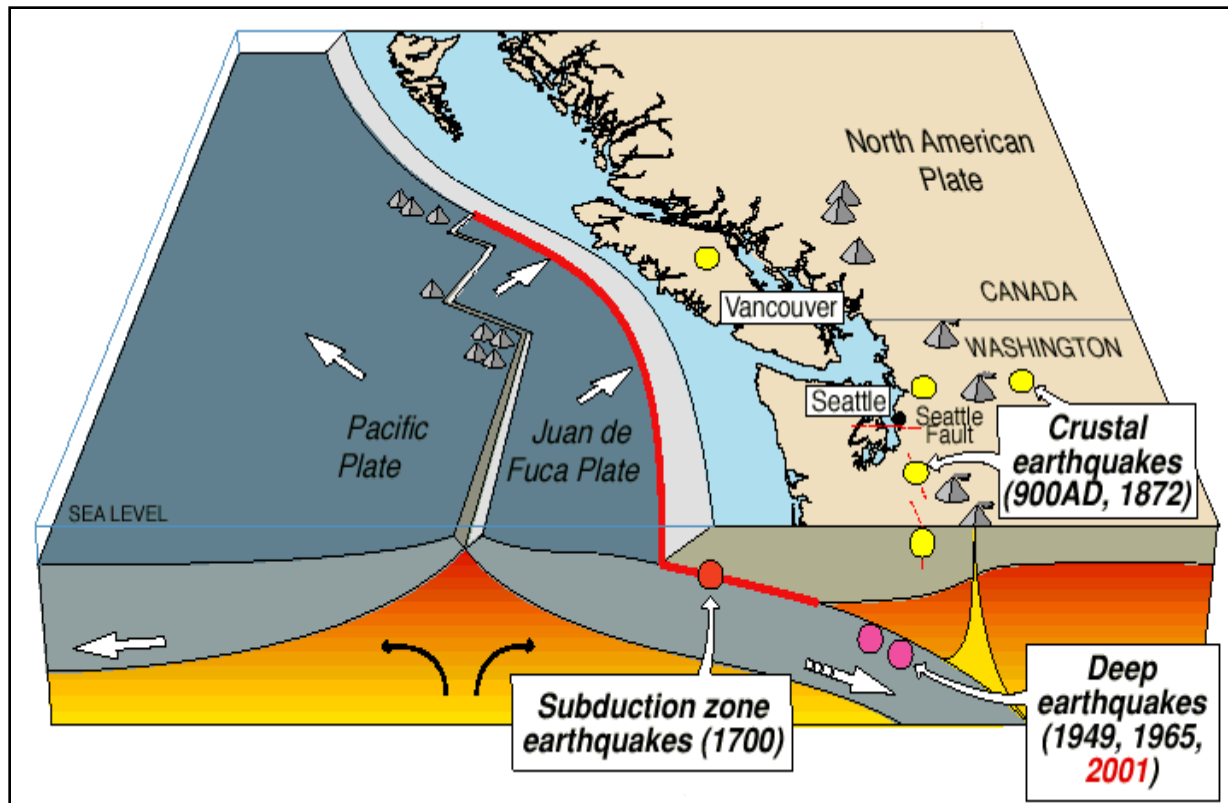 North American
Plate
CANADA
Vancouver
WASHINGTON
Seattle
Seattle
Fault
Crustal
earthquakes
(900AD, 1872)
Pacific
Plate
Juan de
Fuca Plate
SEA LEVEL
Subduction zone
earthquakes (1700)
Deep
earthquakes
(1949, 1965,
2001)